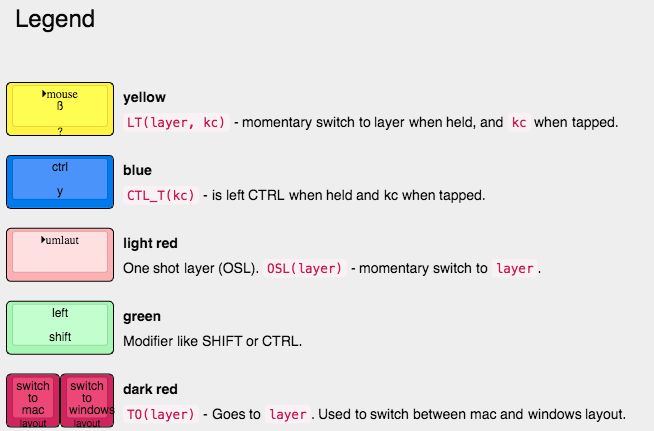 Legend
mouse
ß
?
yellow
LT(layer, kc) - momentary switch to layer when held, and kc when tapped.
ctrl
y
blue
CTL_T(kc) - is left CTRL when held and kc when tapped.
umlaut
light red
One shot layer (OSL). OSL(layer) - momentary switch to layer.
left
shift
green
Modifier like SHIFT or CTRL.
switch
to
mac
layout
switch
to
windows
layout
dark red
TO(layer) - Goes to layer. Used to switch between mac and windows layout.